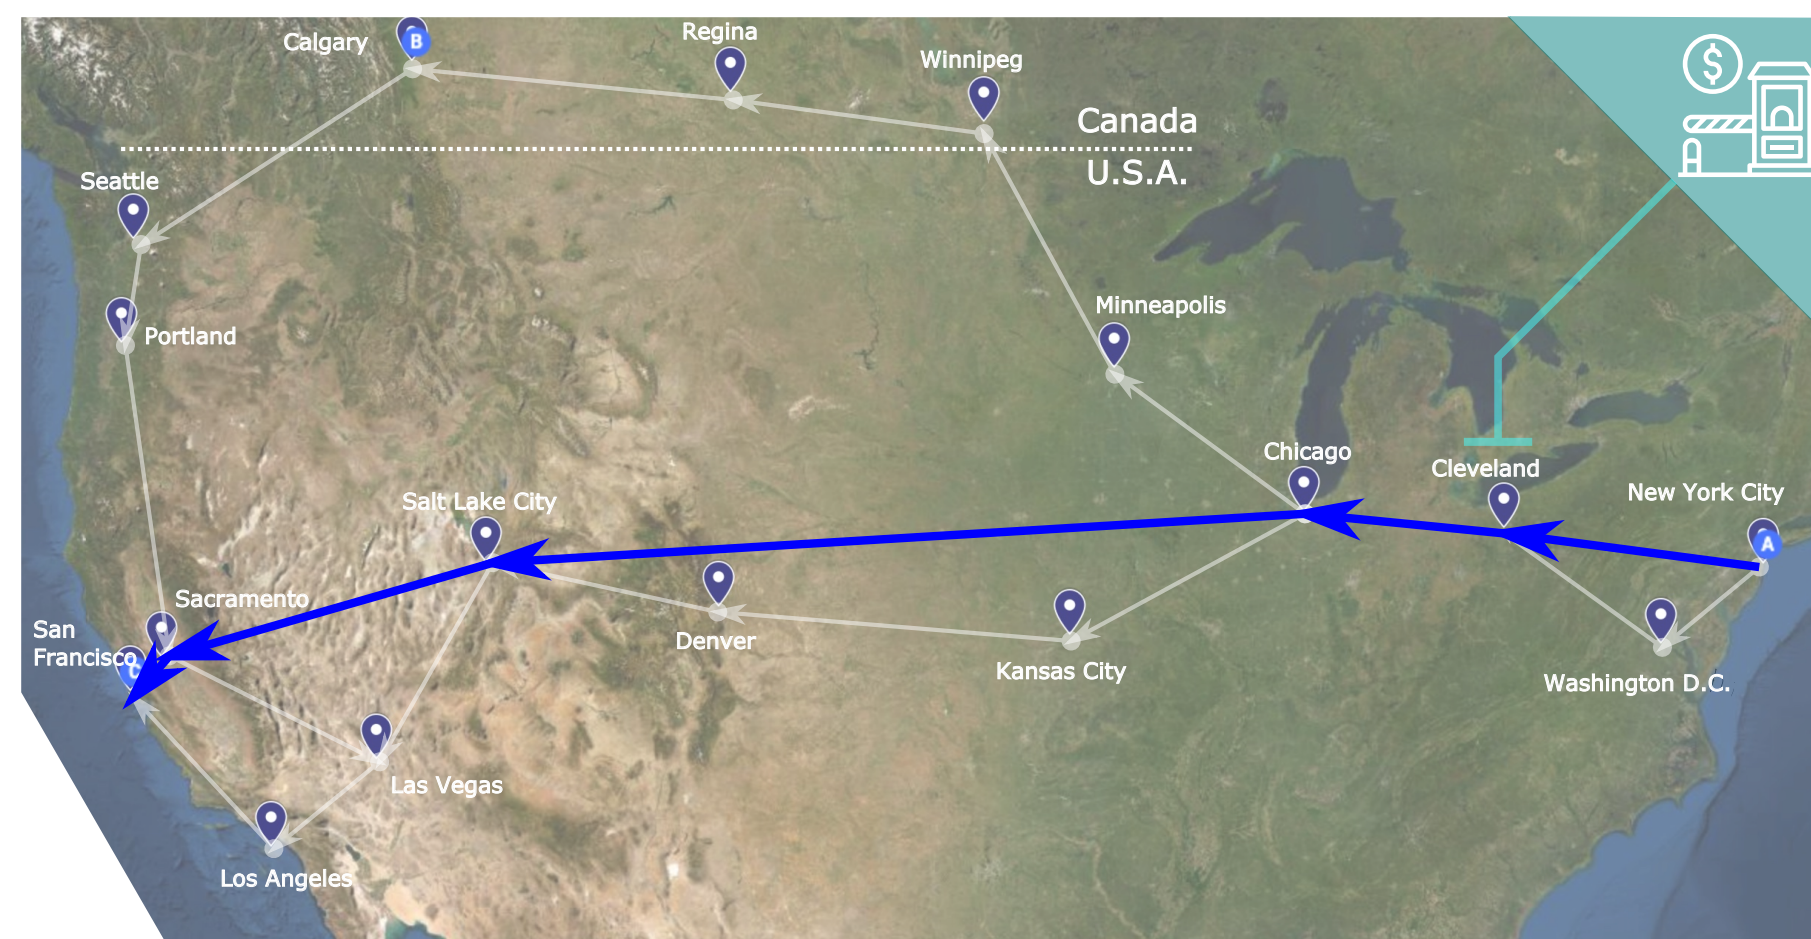 Calgary
B
Regina
Winnipeg
Canada
U.S.A.
$
Seattle
Portland
Minneapolis
Chicago
Cleveland
New York City
A
Salt Lake City
Sacramento
San
Francisco
C
Denver
Kansas City
Washington D.C.
Las Vegas
Los Angeles